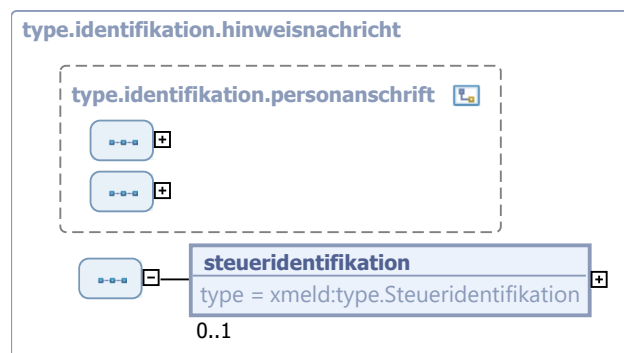 type.identifikation.hinweisnachricht
type.identifikation.personanschrift
steueridentifikation
type = xmeld:type.Steueridentifikation
0..1